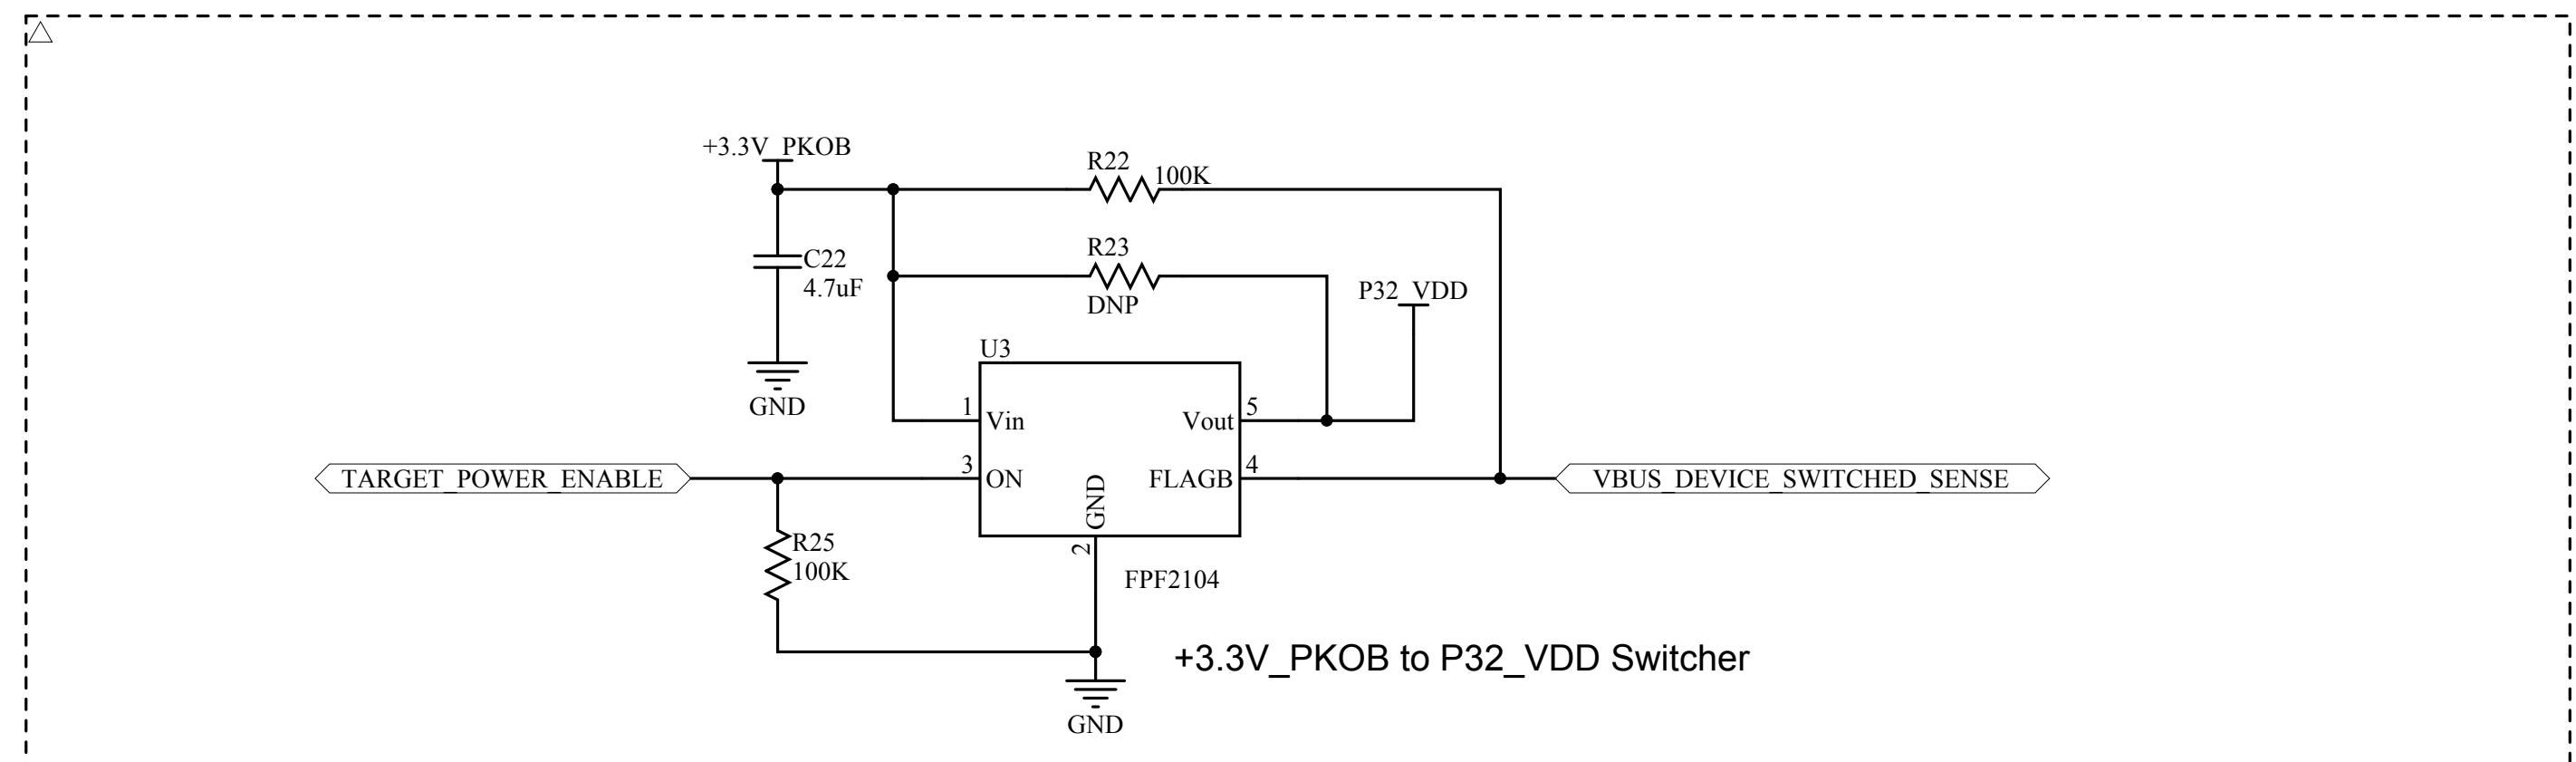 +3.3V_PKOB
R22
100K
R23
DNP
C22
4.7uF
GND
P32_VDD
U3
1
Vin
Vout
5
TARGET_POWER_ENABLE
3
ON
GND
FLAGB
4
VBUS_DEVICE_SWITCHED_SENSE
2
R25
100K
FPF2104
+3.3V_PKOB to P32_VDD Switcher
GND